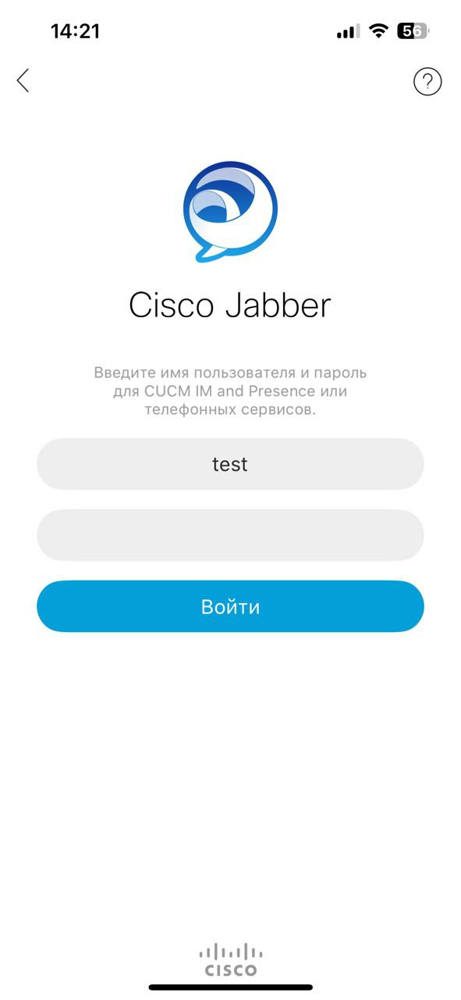 14:21
56
?
Cisco Jabber
Введите имя пользователя и пароль
для CUCM IM and Presence или
телефонных сервисов.
test
Войти
CISCO